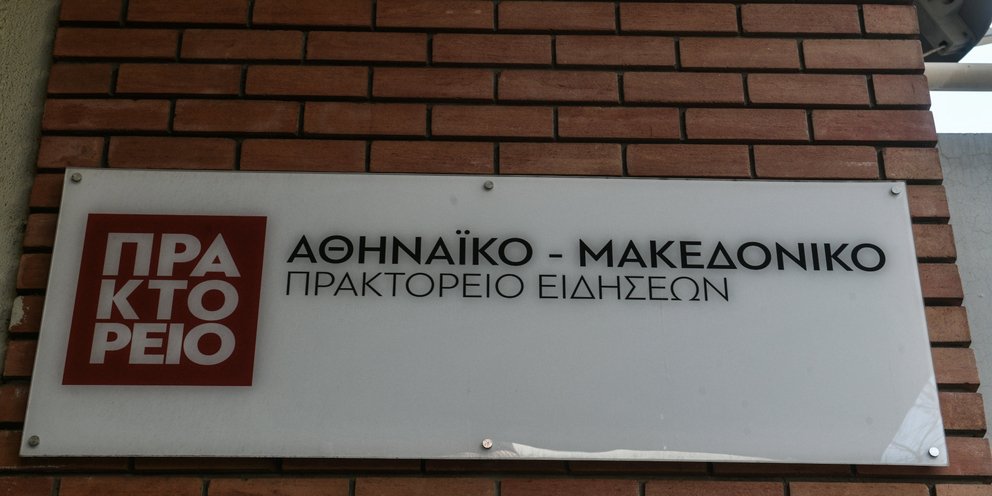 ΠΡΑ
ΚΤΟ
ΡΕΙΟ
ΑΘΗΝΑΪΚΟ - ΜΑΚΕΔΟΝΙΚΟ
ΠΡΑΚΤΟΡΕΙΟ ΕΙΔΗΣΕΩΝ